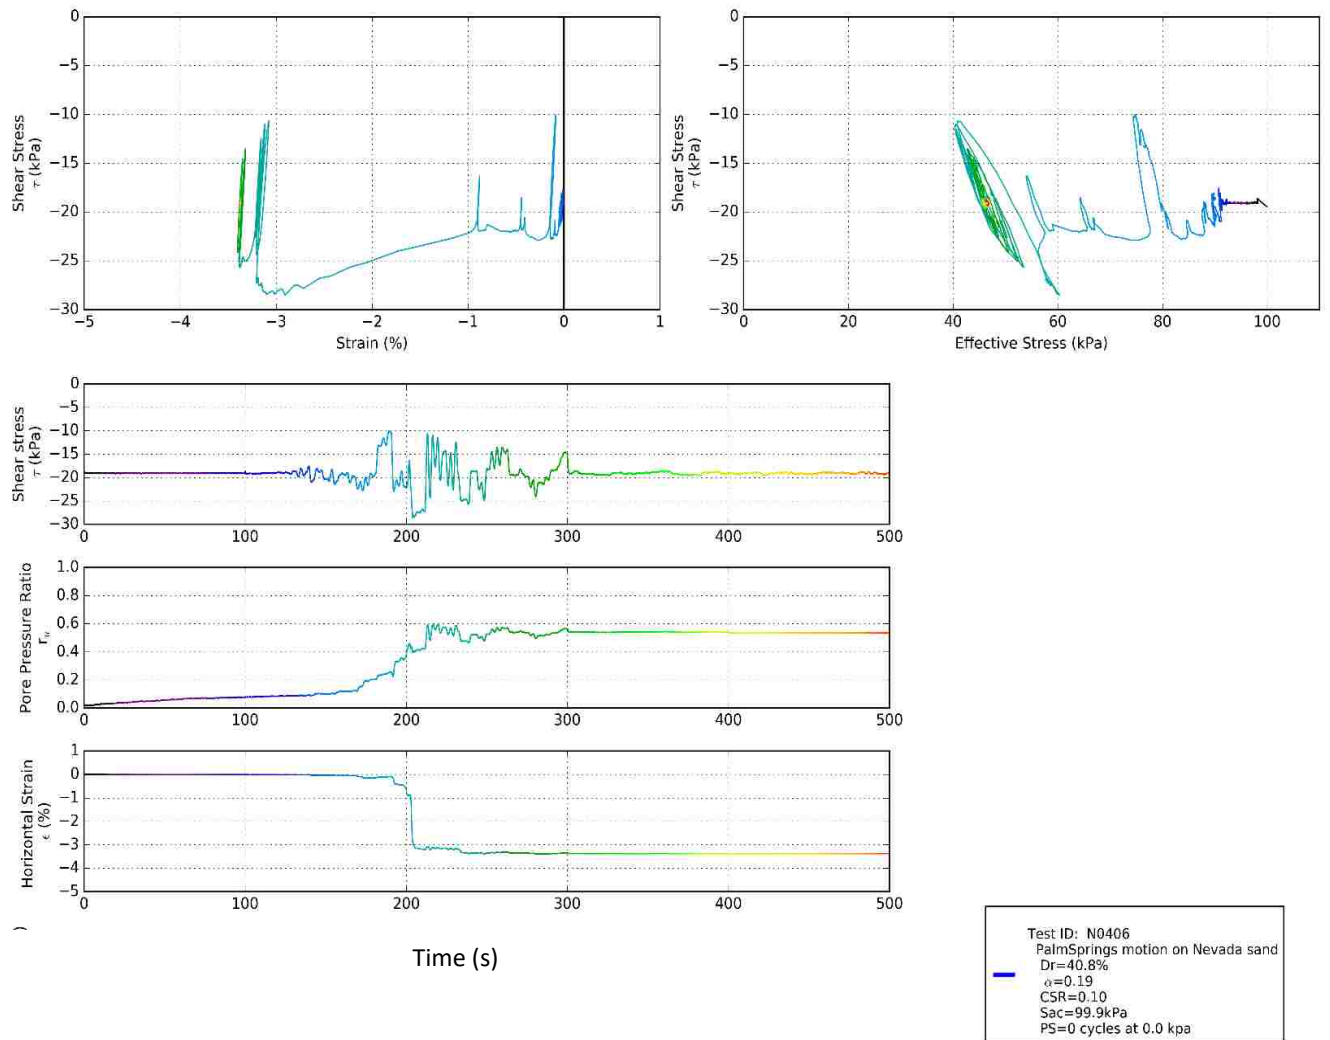 0
−5
−10
−15
−20
−25
−30
Shear Stress
τ (kPa)
−5 −4 −3 −2 −1 0 1
Strain (%)
0
−5
−10
−15
−20
−25
−30
Shear Stress
τ (kPa)
0 20 40 60 80 100
Effective Stress (kPa)
0
−5
−10
−15
−20
−25
−30
Shear stress
τ (kPa)
0 100 200 300 400 500
1.0
0.8
0.6
0.4
0.2
0.0
Pore Pressure Ratio
r_u
0 100 200 300 400 500
1
0
−1
−2
−3
−4
−5
Horizontal Strain
ϵ (%)
0 100 200 300 400 500
Time (s)
Test ID: N0406
PalmSprings motion on Nevada sand
Dr=40.8%
α=0.19
CSR=0.10
Sac=99.9kPa
PS=0 cycles at 0.0 kpa